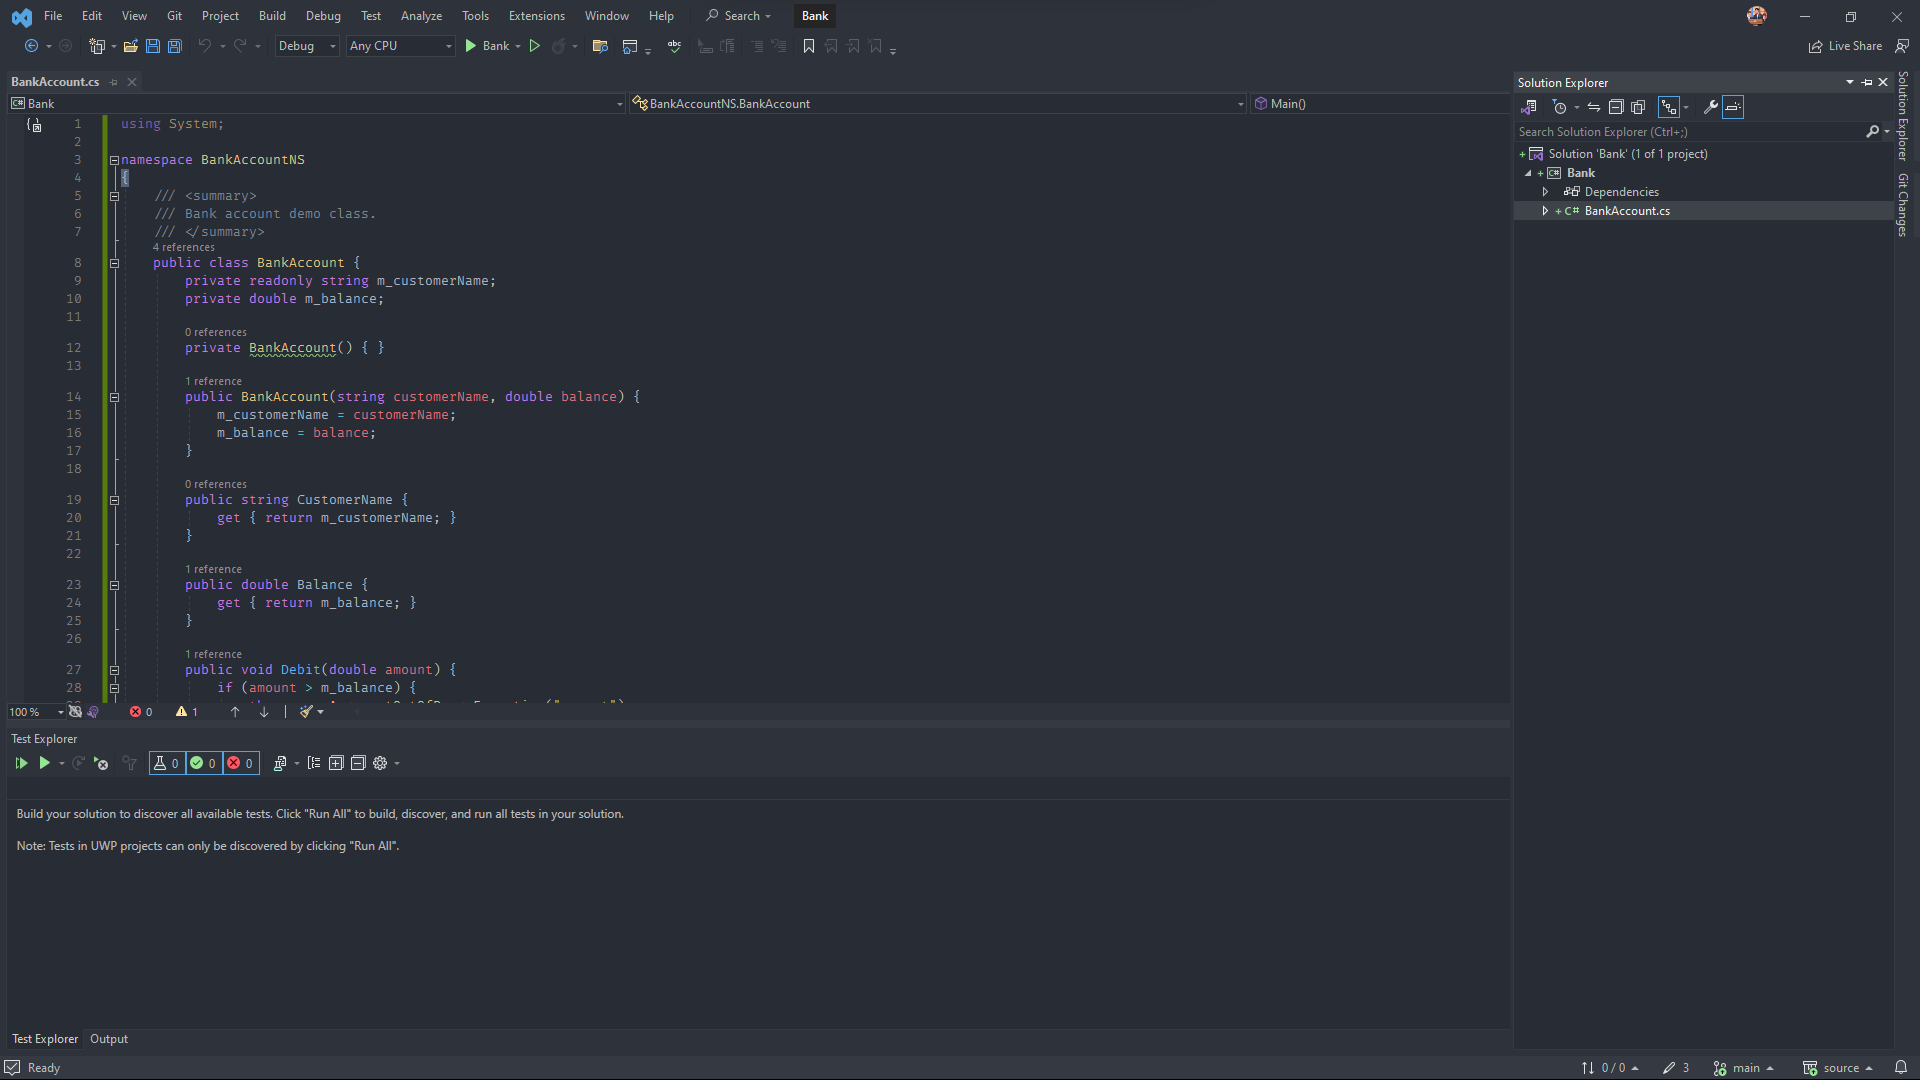 File Edit View Git Project Build Debug Test Analyze Tools Extensions Window Help Search Bank
Debug Any CPU Bank Live Share
BankAccount.cs
Bank BankAccountNS.BankAccount Main()
1 using System;
2
3 namespace BankAccountNS
4 {
5 /// <summary>
6 /// Bank account demo class.
7 /// </summary>
4 references
8 public class BankAccount {
9 private readonly string m_customerName;
10 private double m_balance;
11
0 references
12 private BankAccount() { }
13
1 reference
14 public BankAccount(string customerName, double balance) {
15 m_customerName = customerName;
16 m_balance = balance;
17 }
18
0 references
19 public string CustomerName {
20 get { return m_customerName; }
21 }
22
1 reference
23 public double Balance {
24 get { return m_balance; }
25 }
26
1 reference
27 public void Debit(double amount) {
28 if (amount > m_balance) {
100 % 0 1
Test Explorer
0 0 0
Build your solution to discover all available tests. Click "Run All" to build, discover, and run all tests in your solution.
Note: Tests in UWP projects can only be discovered by clicking "Run All".
Test Explorer Output
Solution Explorer
Search Solution Explorer (Ctrl+;)
Solution 'Bank' (1 of 1 project)
Bank
Dependencies
C# BankAccount.cs
Solution Explorer
Git Changes
Ready 0 / 0 3 main source